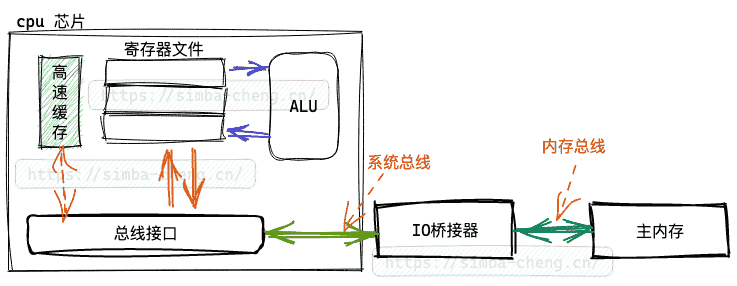 cpu 芯片
寄存器文件
高
速
缓
存
ALU
https://simba-cheng.cn/
https://simba-cheng.cn/
系统总线
内存总线
总线接口
IO桥接器
主内存
https://simba-cheng.cn/